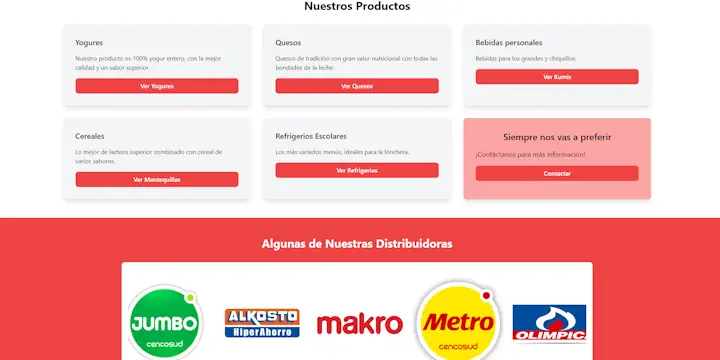 Nuestros Productos
Yogures
Nuestro producto es 100% yogur entero, con la mejor
calidad y un sabor superior.
Ver Yogures
Quesos
Quesos de tradición con gran valor nutricional con todas las
bondades de la leche.
Ver Quesos
Bebidas personales
Bebidas para los grandes y chiquillos.
Ver Kumis
Cereales
Lo mejor de lacteos superior combinado con cereal de
varios sabores.
Ver Mantequillas
Refrigerios Escolares
Los más variados menús, ideales para la lonchera.
Ver Refrigerios
Siempre nos vas a preferir
¡Contáctanos para más información!
Contactar
Algunas de Nuestras Distribuidoras
JUMBO
cencosud
ALKOSTO
HiperAhorro
makro
Metro
cencosud
OLIMPICA